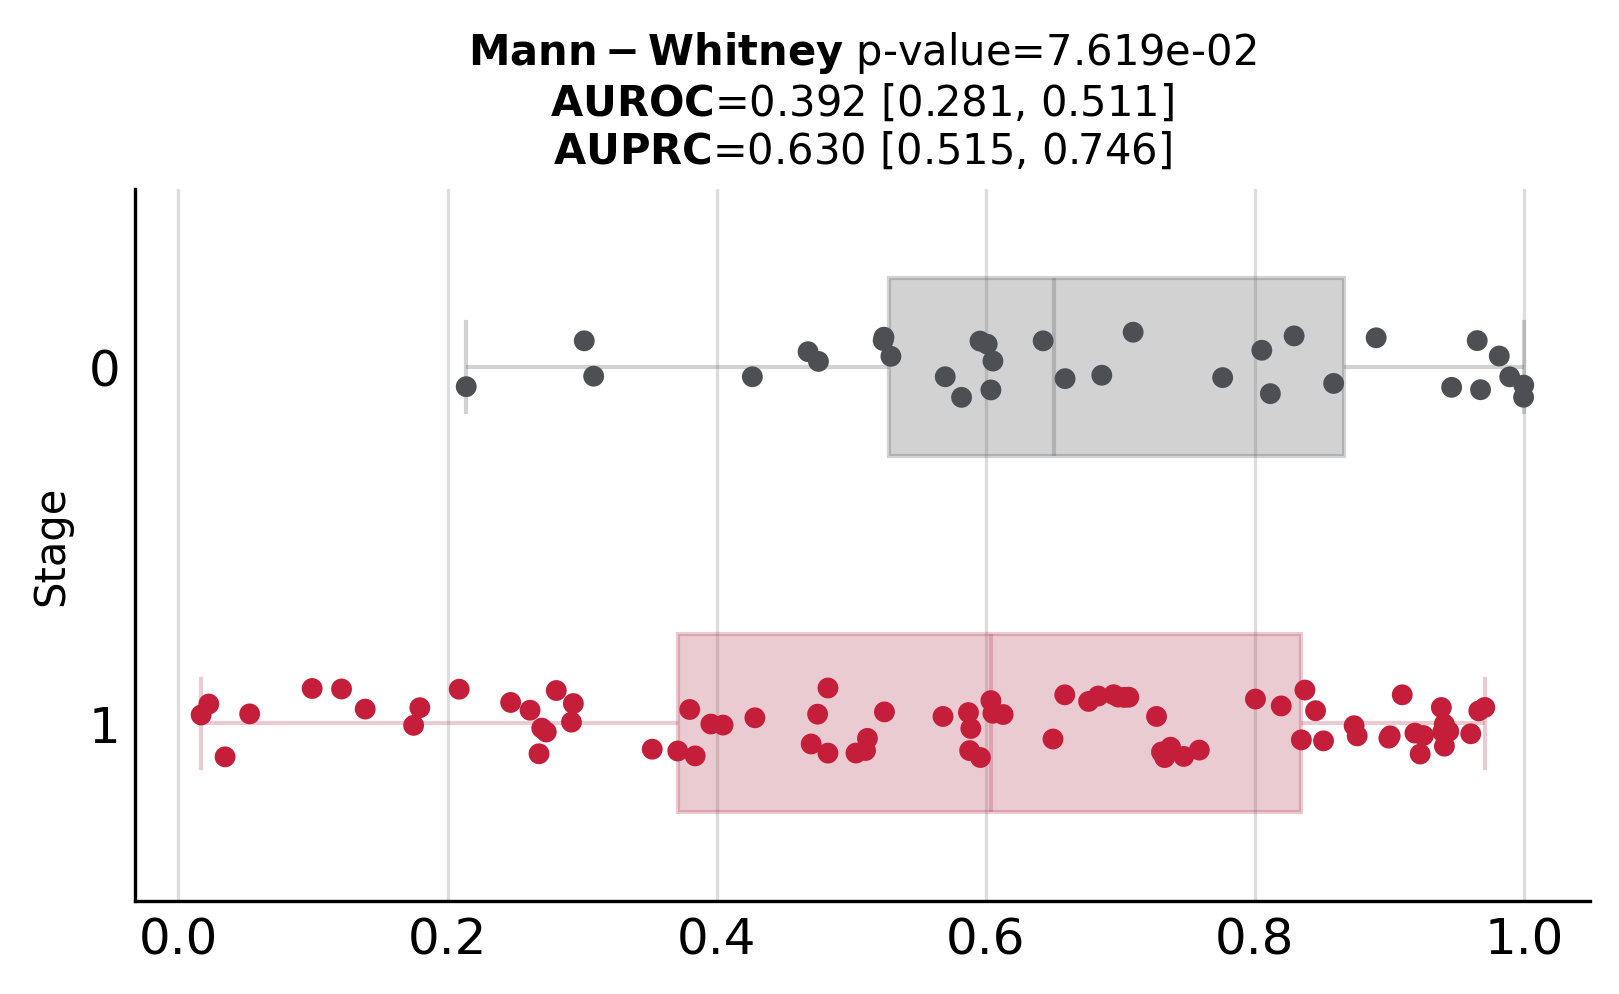 Mann − Whitney p-value=7.619e-02
AUROC=0.392 [0.281, 0.511]
AUPRC=0.630 [0.515, 0.746]
Stage
0
1
0.0 0.2 0.4 0.6 0.8 1.0